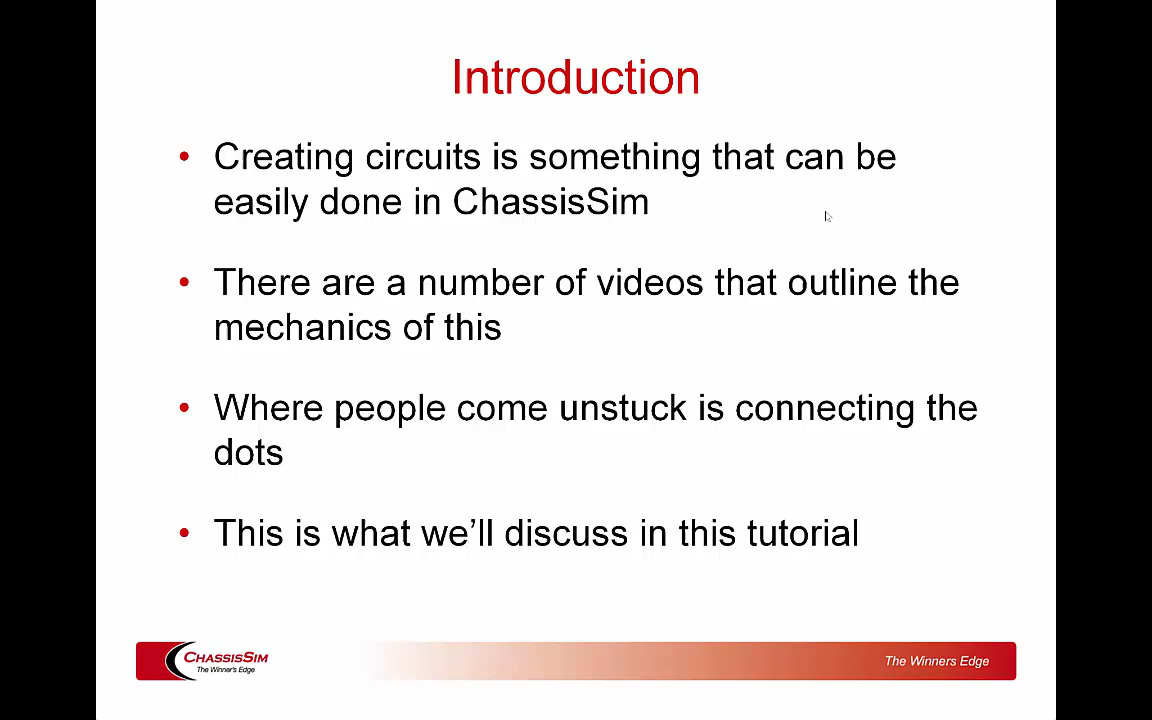 Introduction
• Creating circuits is something that can be
easily done in ChassisSim
• There are a number of videos that outline the
mechanics of this
• Where people come unstuck is connecting the
dots
• This is what we’ll discuss in this tutorial
CHASSISSIM
The Winner's Edge
The Winners Edge